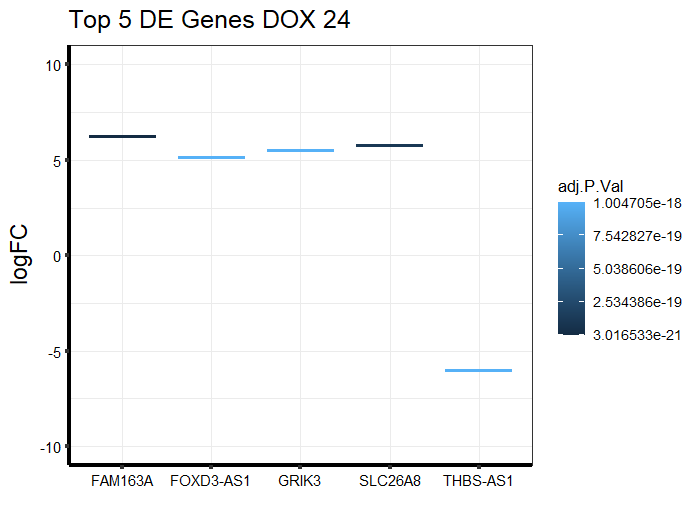 Top 5 DE Genes DOX 24
logFC
10
5
0
-5
-10
FAM163A FOXD3-AS1 GRIK3 SLC26A8 THBS-AS1
adj.P.Val
1.004705e-18
7.542827e-19
5.038606e-19
2.534386e-19
3.016533e-21